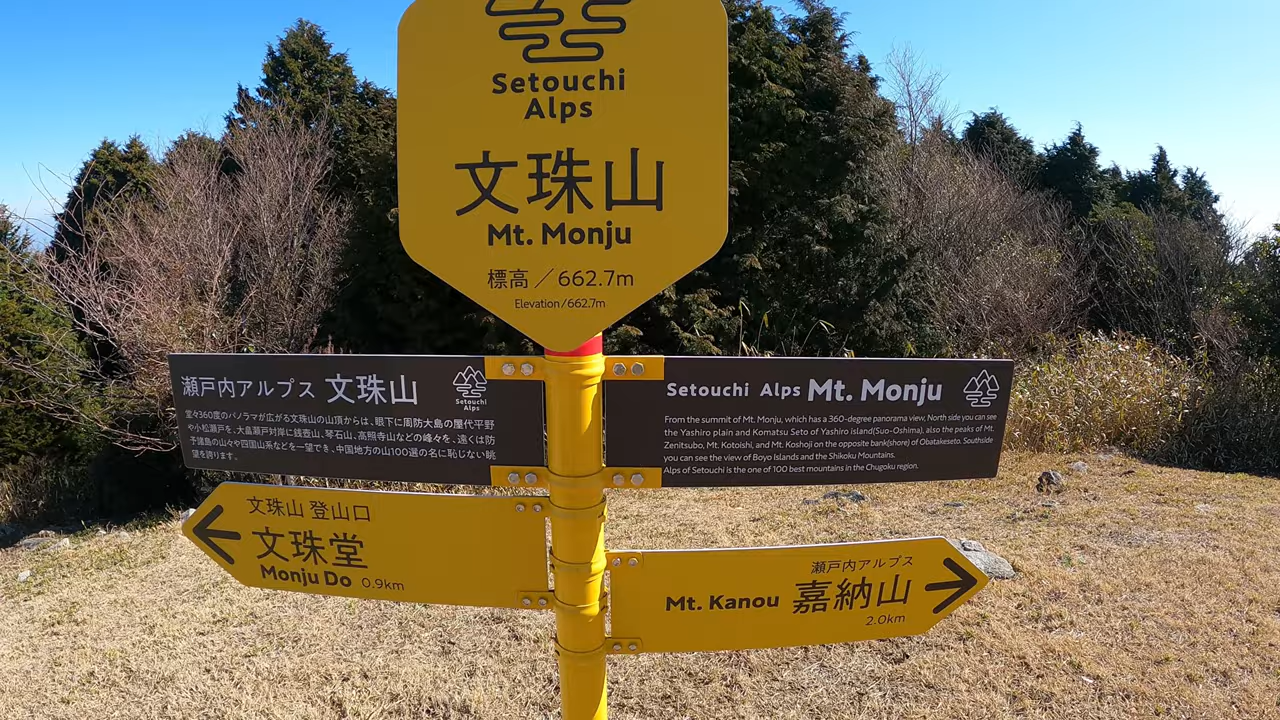 Setouchi
Alps
文珠山
Mt. Monju
標高／662.7m
Elevation/662.7m
瀬戸内アルプス 文珠山
Setouchi
Alps
堂々360度のパノラマが広がる文珠山の山頂からは、眼下に周防大島の屋代平野
や小松瀬戸を、大畠瀬戸対岸に銭壺山、琴石山、高照寺山などの峰々を、遠くは防
予諸島の山々や四国山系などを一望でき、中国地方の山100選の名に恥じない眺
望を誇ります。
Setouchi Alps Mt. Monju
From the summit of Mt. Monju, which has a 360-degree panorama view, North side you can see
the Yashiro plain and Komatsu Seto of Yashiro island(Suo-Oshima), also the peaks of Mt.
Zenitsubo, Mt. Kotoishi, and Mt. Koshoji on the opposite bank(shore) of Obatakeseto. Southside
you can see the view of Boyo Islands and the Shikoku Mountains.
Alps of Setouchi is the one of 100 best mountains in the Chugoku region.
文珠山 登山口
文珠堂
Monju Do 0.9km
瀬戸内アルプス
Mt. Kanou 嘉納山
2.0km